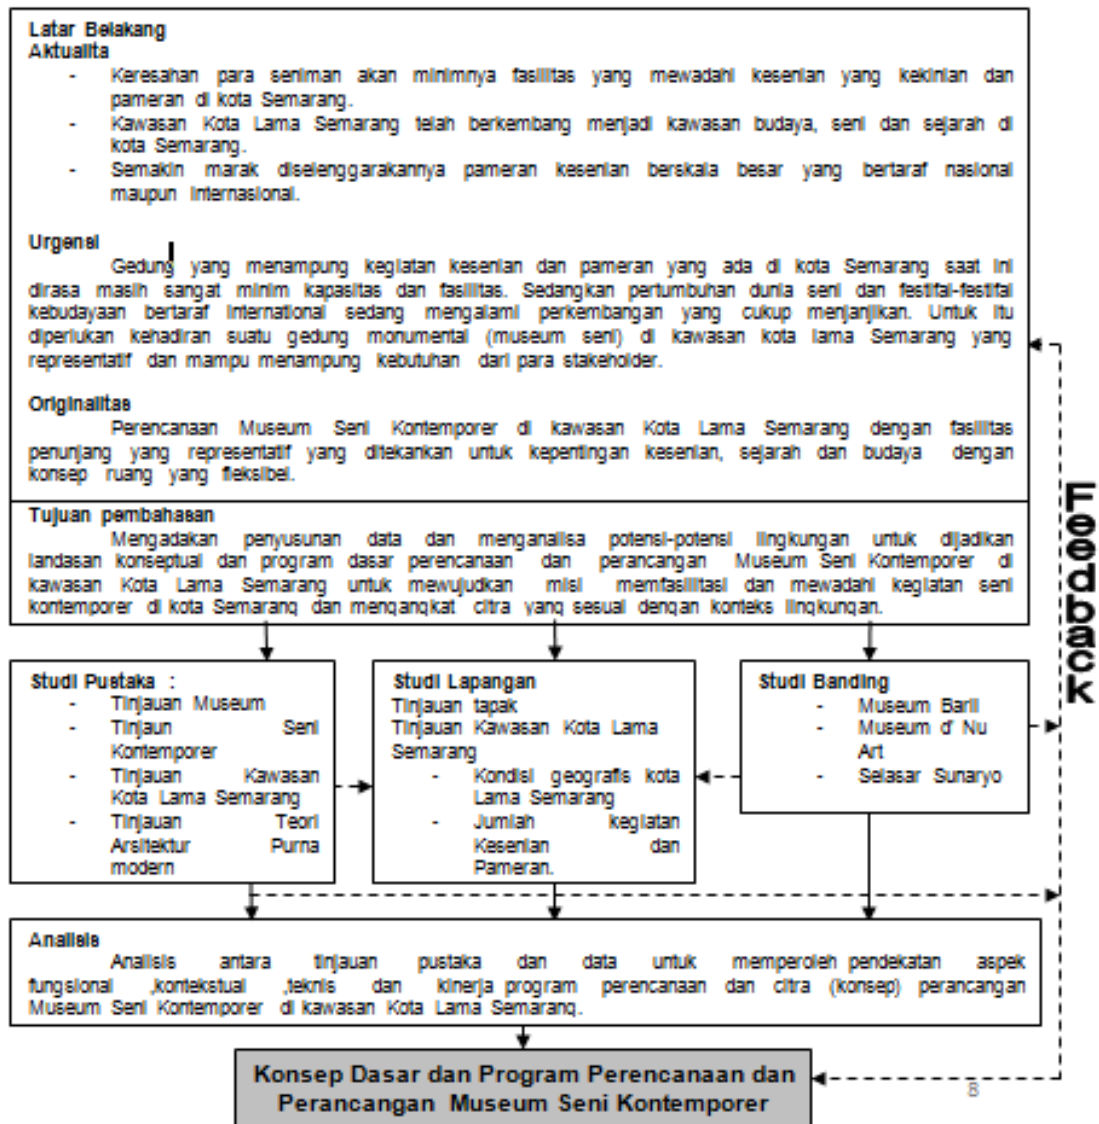 Latar Belakang
Aktualita
- Keresahan para seniman akan minimnya fasilitas yang mewadahi kesenian yang kekinian dan
pameran di kota Semarang.
- Kawasan Kota Lama Semarang telah berkembang menjadi kawasan budaya, seni dan sejarah di
kota Semarang.
- Semakin marak diselenggarakannya pameran kesenian berskala besar yang bertaraf nasional
maupun internasional.
Urgensi
Gedung yang menampung kegiatan kesenian dan pameran yang ada di kota Semarang saat ini
dirasa masih sangat minim kapasitas dan fasilitas. Sedangkan pertumbuhan dunia seni dan festifal-festifal
kebudayaan bertaraf international sedang mengalami perkembangan yang cukup menjanjikan. Untuk itu
diperlukan kehadiran suatu gedung monumental (museum seni) di kawasan kota lama Semarang yang
representatif dan mampu menampung kebutuhan dari para stakeholder.
Originalitas
Perencanaan Museum Seni Kontemporer di kawasan Kota Lama Semarang dengan fasilitas
penunjang yang representatif yang ditekankan untuk kepentingan kesenian, sejarah dan budaya dengan
konsep ruang yang fleksibel.
Tujuan pembahasan
Mengadakan penyusunan data dan menganalisa potensi-potensi lingkungan untuk dijadikan
landasan konseptual dan program dasar perencanaan dan perancangan Museum Seni Kontemporer di
kawasan Kota Lama Semarang untuk mewujudkan misi memfasilitasi dan mewadahi kegiatan seni
kontemporer di kota Semarang dan mengangkat citra yang sesuai dengan konteks lingkungan.
Studi Pustaka :
- Tinjauan Museum
- Tinjaun Seni
Kontemporer
- Tinjauan Kawasan
Kota Lama Semarang
- Tinjauan Teori
Arsitektur Purna
modern
Studi Lapangan
Tinjauan tapak
Tinjauan Kawasan Kota Lama
Semarang
- Kondisi geografis kota
Lama Semarang
- Jumlah kegiatan
Kesenian dan
Pameran.
Studi Banding
- Museum Barli
- Museum d' Nu
Art
- Selasar Sunaryo
Feedback
Analisis
Analisis antara tinjauan pustaka dan data untuk memperoleh pendekatan aspek
fungsional ,kontekstual ,teknis dan kinerja program perencanaan dan citra (konsep) perancangan
Museum Seni Kontemporer di kawasan Kota Lama Semarang.
Konsep Dasar dan Program Perencanaan dan
Perancangan Museum Seni Kontemporer
8